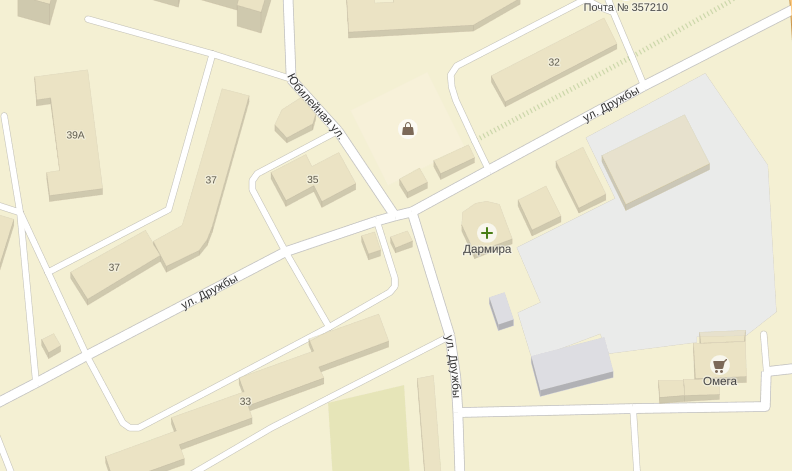 Почта № 357210
32
Юбилейная ул.
ул. Дружбы
39А
37
35
Дармира
37
ул. Дружбы
ул. Дружбы
Омега
33